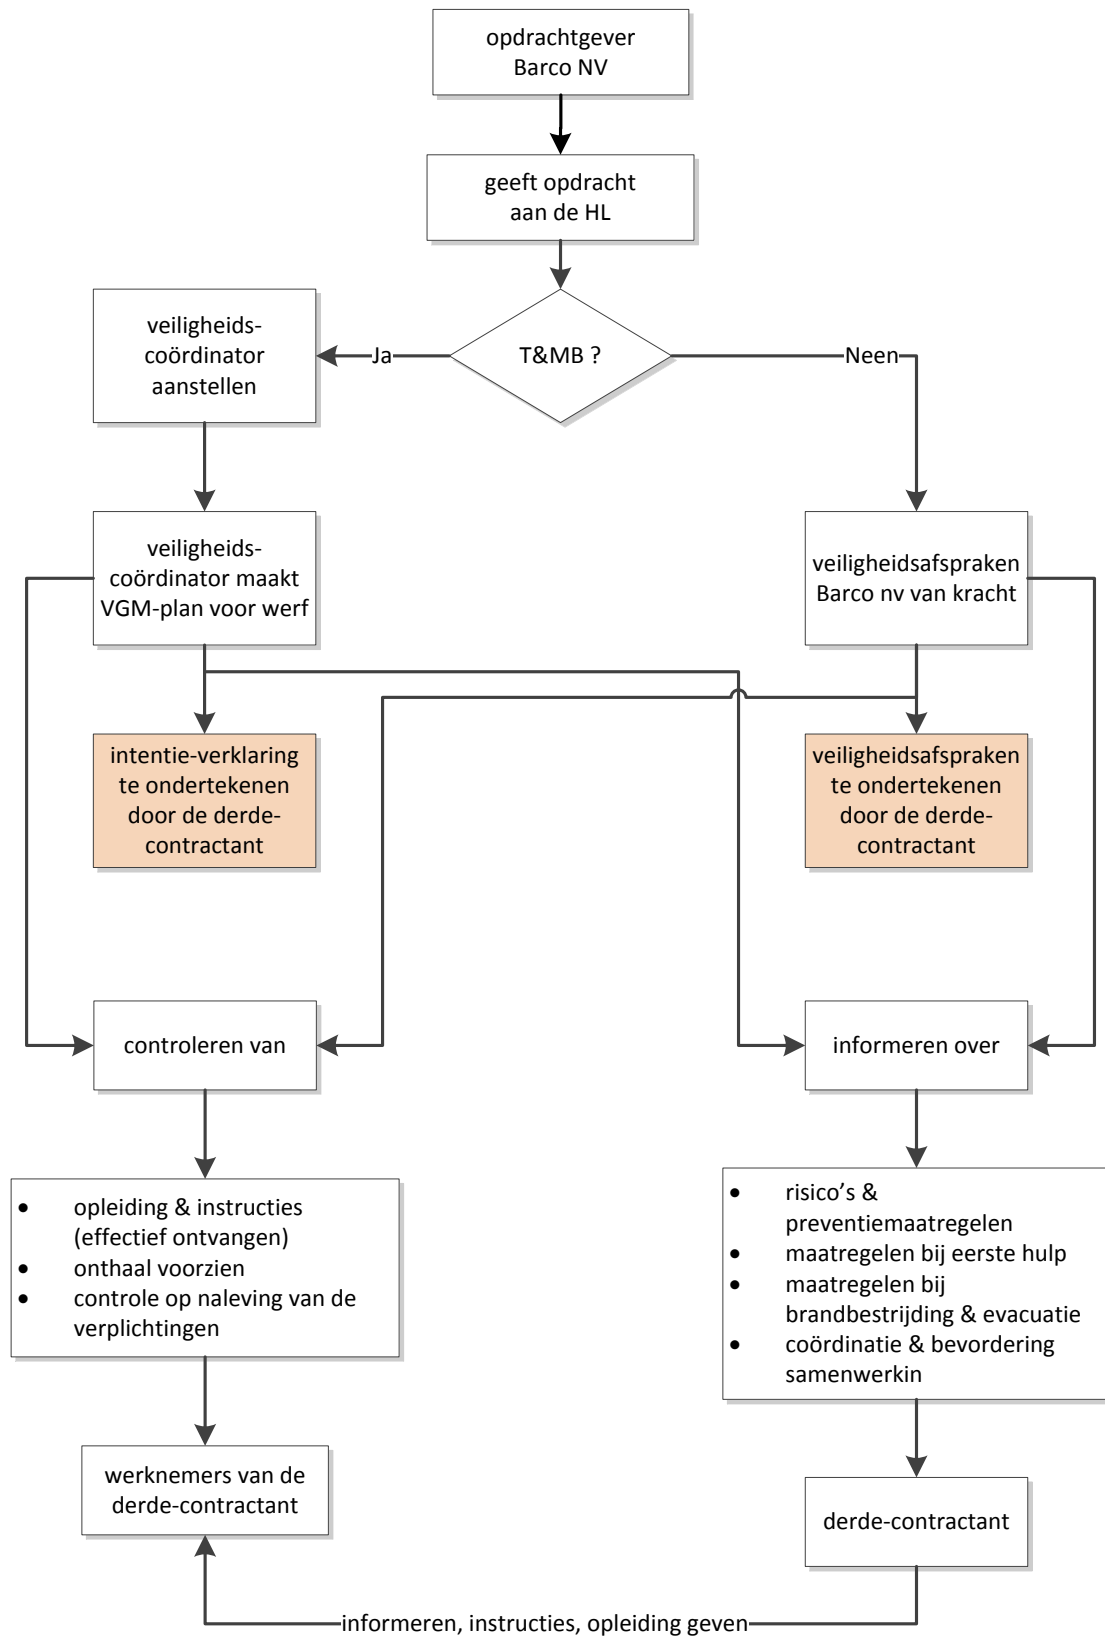 opdrachtgever
Barco NV
geeft opdracht
aan de HL
veiligheids-
coördinator
aanstellen
Ja
T&MB ?
Neen
veiligheids-
coördinator maakt
VGM-plan voor werf
veiligheidsafspraken
Barco nv van kracht
intentie-verklaring
te ondertekenen
door de derde-
contractant
veiligheidsafspraken
te ondertekenen
door de derde-
contractant
controleren van
informeren over
• opleiding & instructies
(effectief ontvangen)
• onthaal voorzien
• controle op naleving van de
verplichtingen
• risico's &
preventiemaatregelen
• maatregelen bij eerste hulp
• maatregelen bij
brandbestrijding & evacuatie
• coördinatie & bevordering
samenwerkin
werknemers van de
derde-contractant
derde-contractant
informeren, instructies, opleiding geven